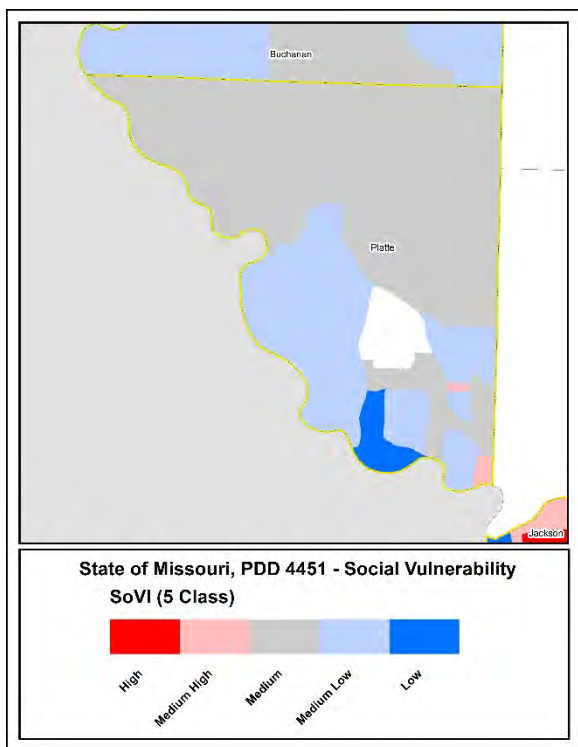 Buchanan
Platte
Jackson
State of Missouri, PDD 4451 - Social Vulnerability
SoVI (5 Class)
High
Medium High
Medium
Medium Low
Low